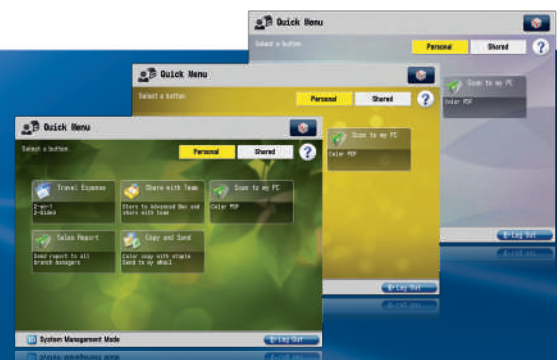 Quick Menu
Select a button.
Personal
Shared
?
Scan to my PC
Color PDF
Log Out
Quick Menu
Select a button.
Personal
Shared
?
Scan to my PC
Color PDF
Log Out
Quick Menu
Select a button.
Personal
Shared
?
Travel Expense
2-on-1
2-Sided
Share with Team
Store to Advanced Box and
share with team
Scan to my PC
Color PDF
Sales Report
Send report to all
branch managers
Copy and Send
Color copy with staple
Send to my eMail
System Management Mode
Log Out